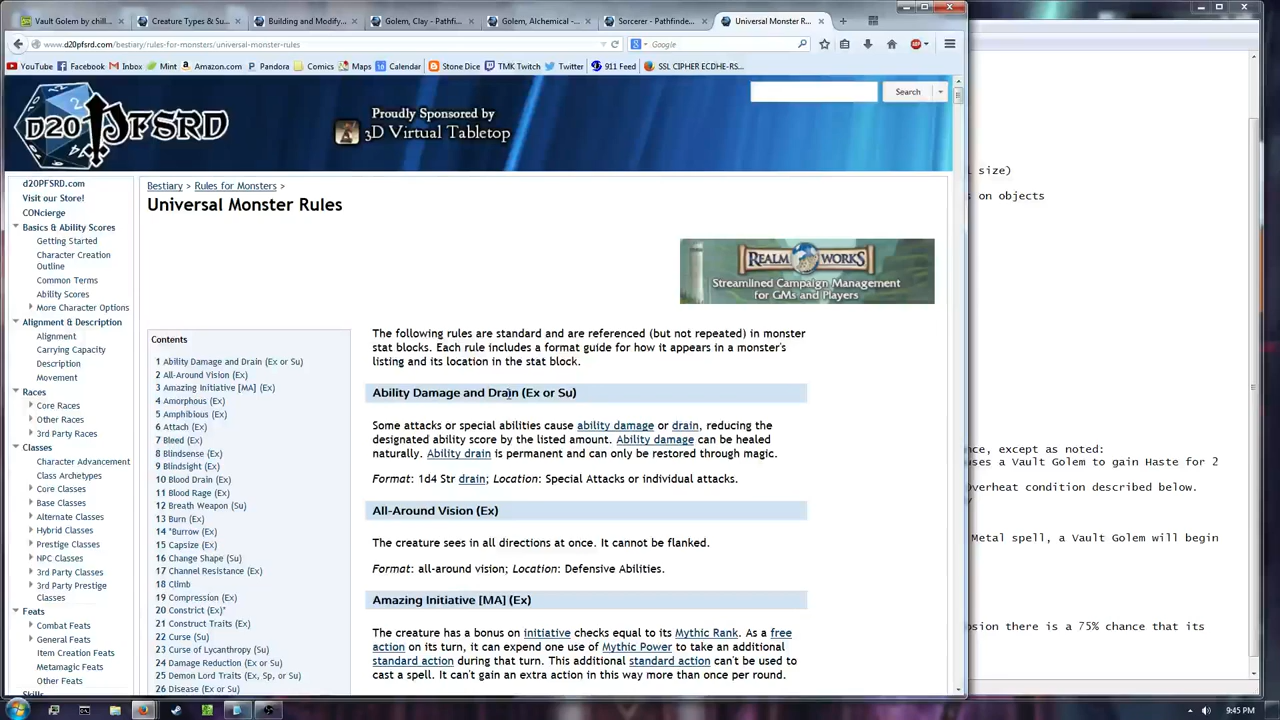 Vault Golem by chill...
Creature Types & Su...
Building and Modify...
Golem, Clay - Pathfi...
Golem, Alchemical -...
Sorcerer - Pathfinde...
Universal Monster R...
www.d20pfsrd.com/bestiary/rules-for-monsters/universal-monster-rules
Google
YouTube
Facebook
Inbox
Mint
Amazon.com
Pandora
Comics
Maps
Calendar
Stone Dice
TMK Twitch
Twitter
911 Feed
SSL CIPHER ECDHE-RS...
D20 PFSRD
Proudly Sponsored by
3D Virtual Tabletop
Search
d20PFSRD.com
Visit our Store!
CONcierge
Basics & Ability Scores
Getting Started
Character Creation
Outline
Common Terms
Ability Scores
More Character Options
Alignment & Description
Alignment
Carrying Capacity
Description
Movement
Races
Core Races
Other Races
3rd Party Races
Classes
Character Advancement
Class Archetypes
Core Classes
Base Classes
Alternate Classes
Hybrid Classes
Prestige Classes
NPC Classes
3rd Party Classes
3rd Party Prestige
Classes
Feats
Combat Feats
General Feats
Item Creation Feats
Metamagic Feats
Other Feats
Skills
Bestiary > Rules for Monsters >
Universal Monster Rules
REALM WORKS
Streamlined Campaign Management
for GMs and Players
Contents
1 Ability Damage and Drain (Ex or Su)
2 All-Around Vision (Ex)
3 Amazing Initiative [MA] (Ex)
4 Amorphous (Ex)
5 Amphibious (Ex)
6 Attach (Ex)
7 Bleed (Ex)
8 Blindsense (Ex)
9 Blindsight (Ex)
10 Blood Drain (Ex)
11 Blood Rage (Ex)
12 Breath Weapon (Su)
13 Burn (Ex)
14 *Burrow (Ex)
15 Capsize (Ex)
16 Change Shape (Su)
17 Channel Resistance (Ex)
18 Climb
19 Compression (Ex)
20 Constrict (Ex)*
21 Construct Traits (Ex)
22 Curse (Su)
23 Curse of Lycanthropy (Su)
24 Damage Reduction (Ex or Su)
25 Demon Lord Traits (Ex, Sp, or Su)
26 Disease (Ex or Su)
The following rules are standard and are referenced (but not repeated) in monster
stat blocks. Each rule includes a format guide for how it appears in a monster's
listing and its location in the stat block.
Ability Damage and Drain (Ex or Su)
Some attacks or special abilities cause ability damage or drain, reducing the
designated ability score by the listed amount. Ability damage can be healed
naturally. Ability drain is permanent and can only be restored through magic.
Format: 1d4 Str drain; Location: Special Attacks or individual attacks.
All-Around Vision (Ex)
The creature sees in all directions at once. It cannot be flanked.
Format: all-around vision; Location: Defensive Abilities.
Amazing Initiative [MA] (Ex)
The creature has a bonus on initiative checks equal to its Mythic Rank. As a free
action on its turn, it can expend one use of Mythic Power to take an additional
standard action during that turn. This additional standard action can't be used to
cast a spell. It can't gain an extra action in this way more than once per round.
size)
s on objects
nce, except as noted:
uses a Vault Golem to gain Haste for 2
verheat condition described below.
Metal spell, a Vault Golem will begin
osion there is a 75% chance that its
9:45 PM